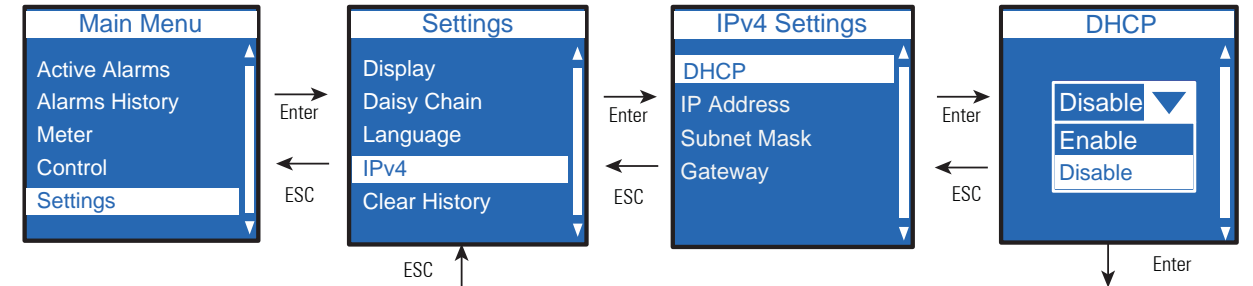 Main Menu
Active Alarms
Alarms History
Meter
Control
Settings
Enter
ESC
Settings
Display
Daisy Chain
Language
IPv4
Clear History
Enter
ESC
IPv4 Settings
DHCP
IP Address
Subnet Mask
Gateway
Enter
ESC
DHCP
Disable
Enable
Disable
ESC
Enter